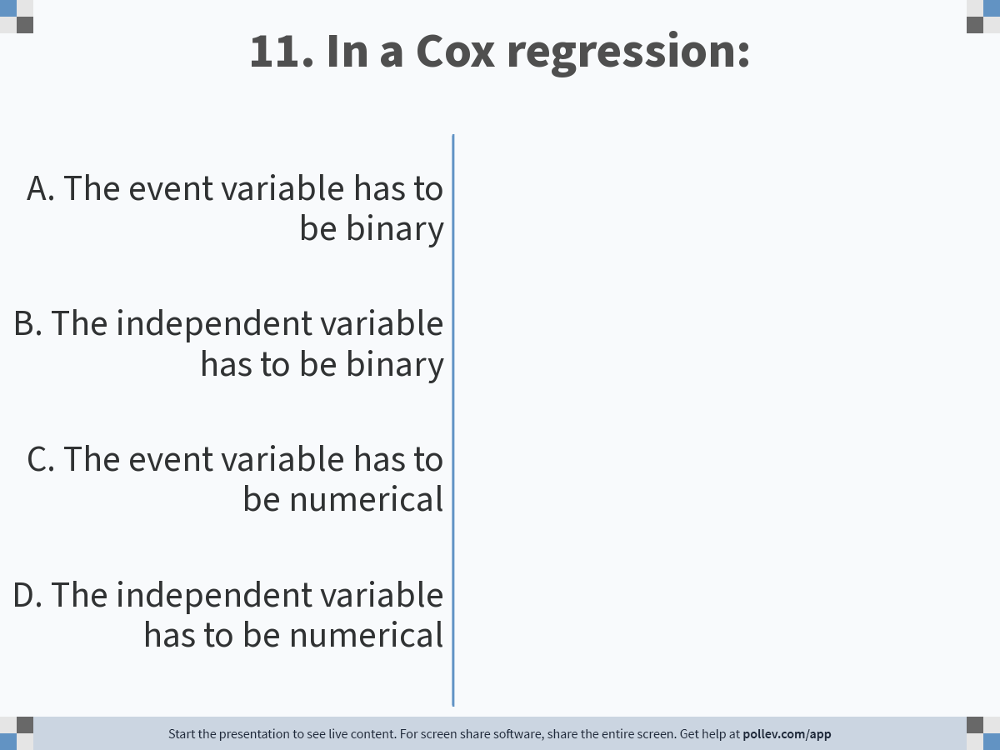 11. In a Cox regression:
A. The event variable has to
be binary
B. The independent variable
has to be binary
C. The event variable has to
be numerical
D. The independent variable
has to be numerical
Start the presentation to see live content. For screen share software, share the entire screen. Get help at pollev.com/app